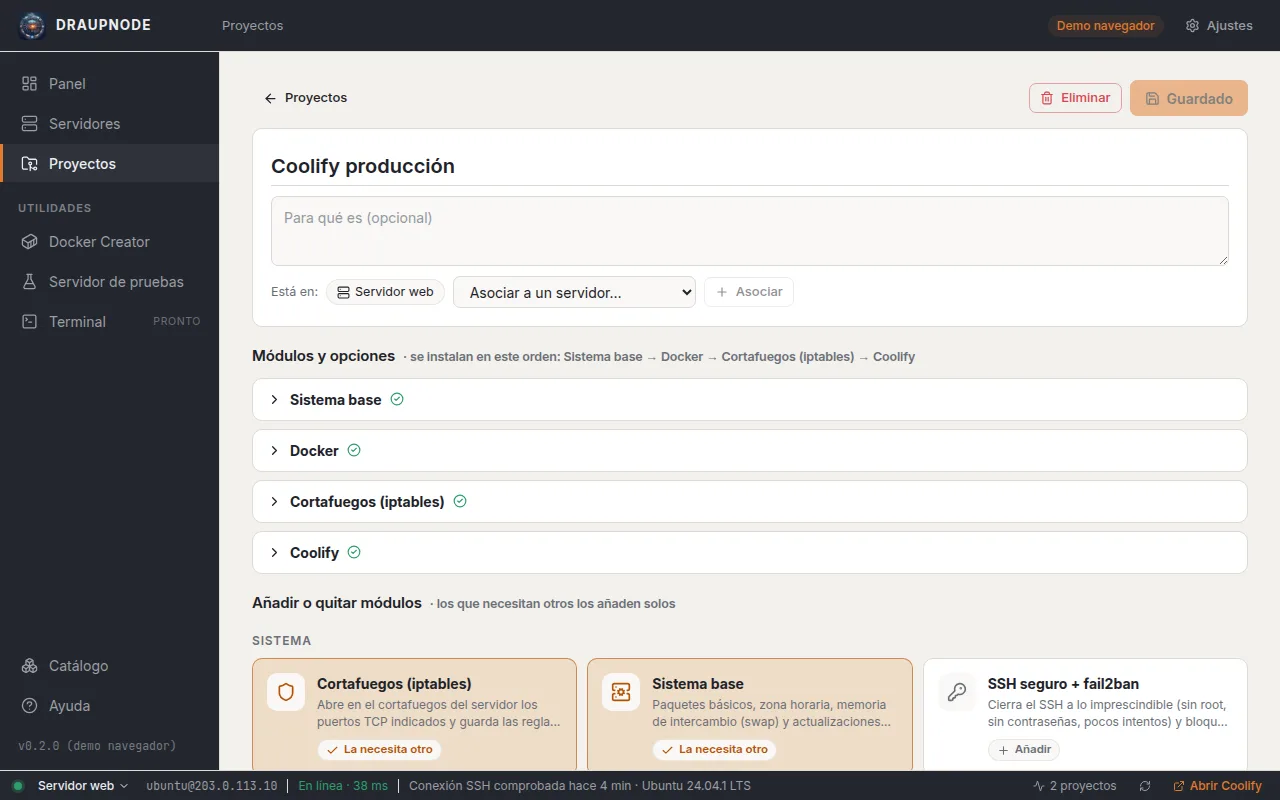 DRAUPNODE
Proyectos
Demo navegador
Ajustes
Panel
Servidores
Proyectos
UTILIDADES
Docker Creator
Servidor de pruebas
Terminal PRONTO
Catálogo
Ayuda
v0.2.0 (demo navegador)
← Proyectos
Eliminar
Guardado
Coolify producción
Para qué es (opcional)
Está en: Servidor web Asociar a un servidor... + Asociar
Módulos y opciones · se instalan en este orden: Sistema base → Docker → Cortafuegos (iptables) → Coolify
Sistema base
Docker
Cortafuegos (iptables)
Coolify
Añadir o quitar módulos · los que necesitan otros los añaden solos
SISTEMA
Cortafuegos (iptables)
Abre en el cortafuegos del servidor los
puertos TCP indicados y guarda las regla...
La necesita otro
Sistema base
Paquetes básicos, zona horaria, memoria
de intercambio (swap) y actualizaciones...
La necesita otro
SSH seguro + fail2ban
Cierra el SSH a lo imprescindible (sin root,
sin contraseñas, pocos intentos) y bloqu...
+ Añadir
Servidor web ubuntu@203.0.113.10 En línea · 38 ms Conexión SSH comprobada hace 4 min · Ubuntu 24.04.1 LTS 2 proyectos Abrir Coolify